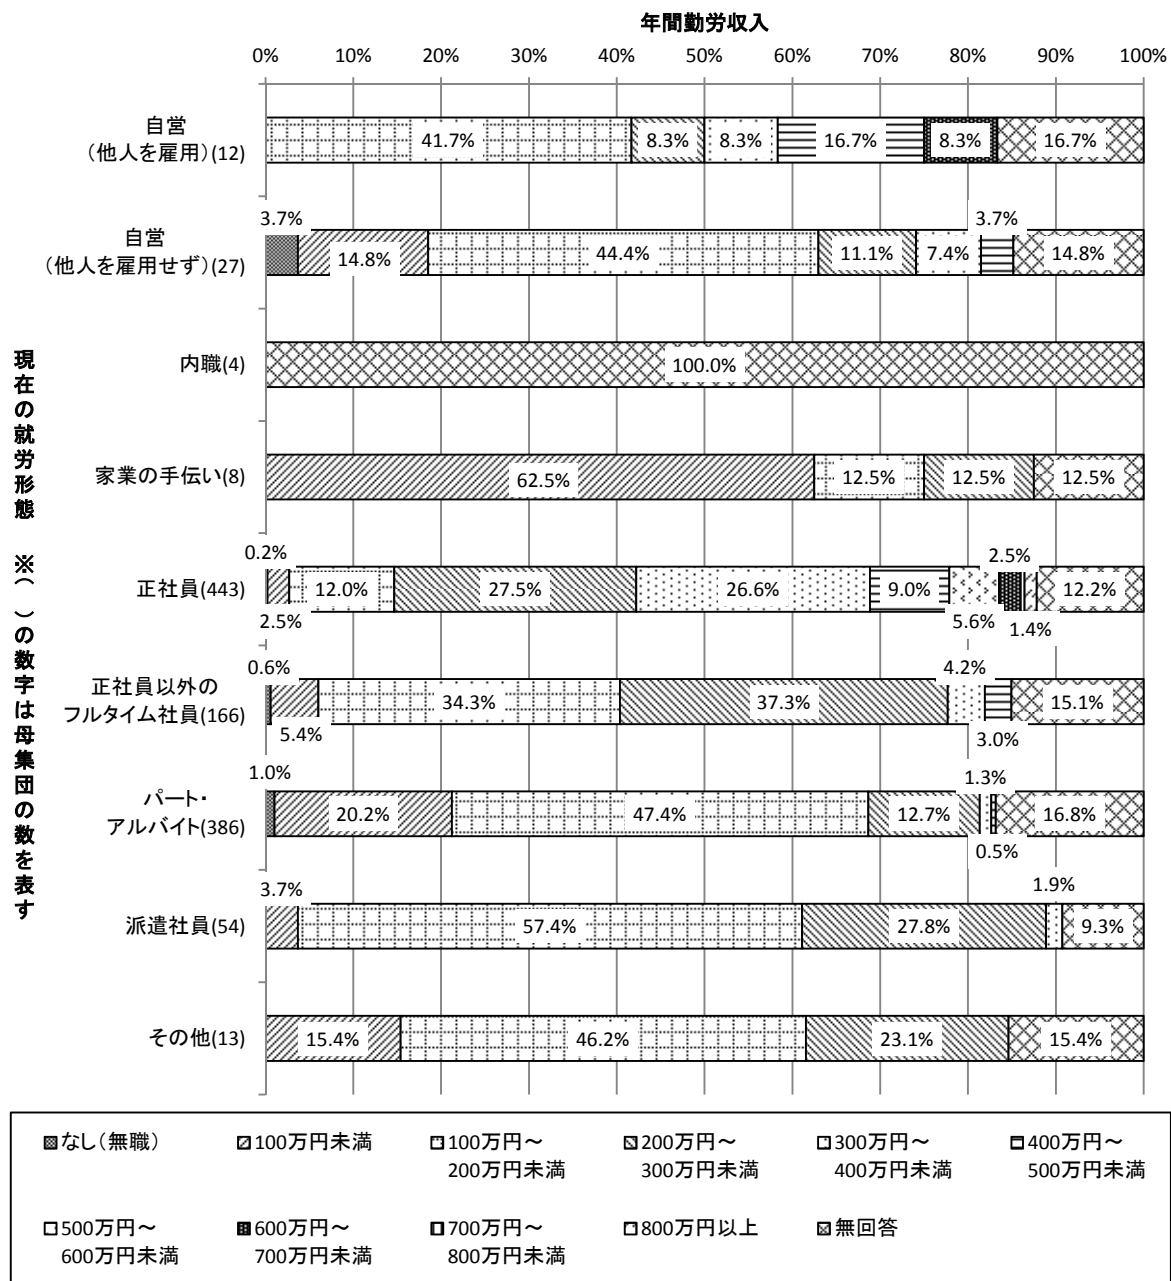 年間勤労収入
0% 10% 20% 30% 40% 50% 60% 70% 80% 90% 100%
現在の就労形態 ※( )の数字は母集団の数を表す
自営
(他人を雇用)(12)
41.7% 8.3% 8.3% 16.7% 8.3% 16.7%
自営
(他人を雇用せず)(27)
3.7% 14.8% 44.4% 11.1% 7.4% 3.7% 14.8%
内職(4)
100.0%
家業の手伝い(8)
62.5% 12.5% 12.5% 12.5%
正社員(443)
0.2% 2.5% 12.0% 27.5% 26.6% 9.0% 5.6% 2.5% 1.4% 12.2%
正社員以外の
フルタイム社員(166)
0.6% 5.4% 34.3% 37.3% 4.2% 3.0% 15.1%
パート・
アルバイト(386)
1.0% 20.2% 47.4% 12.7% 1.3% 0.5% 16.8%
派遣社員(54)
3.7% 57.4% 27.8% 1.9% 9.3%
その他(13)
15.4% 46.2% 23.1% 15.4%
なし(無職)
100万円未満
100万円~
200万円未満
200万円~
300万円未満
300万円~
400万円未満
400万円~
500万円未満
500万円~
600万円未満
600万円~
700万円未満
700万円~
800万円未満
800万円以上
無回答